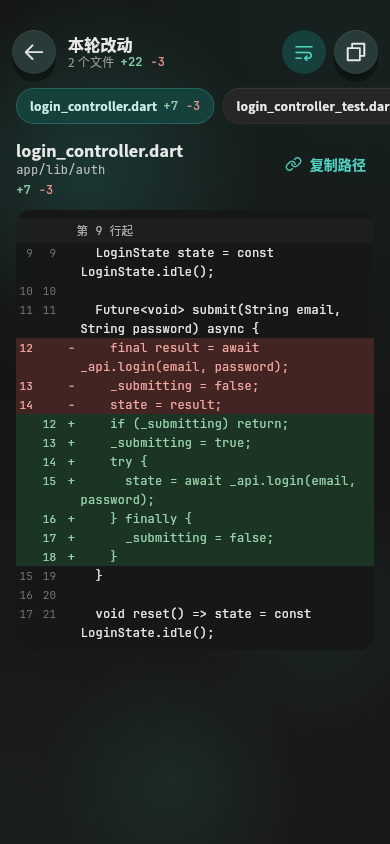 本轮改动
2 个文件 +22 -3
login_controller.dart +7 -3
login_controller_test.dar
login_controller.dart
app/lib/auth
+7 -3
复制路径
第 9 行起
9 9 LoginState state = const
LoginState.idle();
10 10
11 11 Future<void> submit(String email,
String password) async {
12 - final result = await
_api.login(email, password);
13 - _submitting = false;
14 - state = result;
12 + if (_submitting) return;
13 + _submitting = true;
14 + try {
15 + state = await _api.login(email,
password);
16 + } finally {
17 + _submitting = false;
18 + }
15 19 }
16 20
17 21 void reset() => state = const
LoginState.idle();